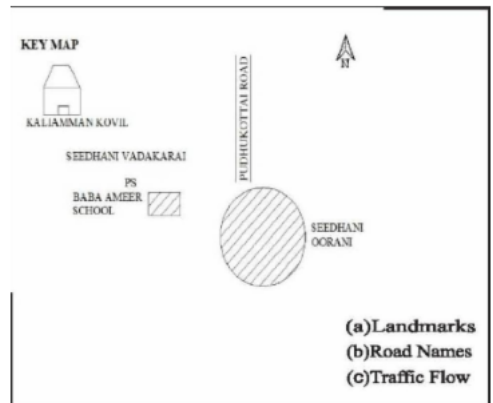 KEY MAP
N
KALIAMMAN KOVIL
PUDHUKOTTAI ROAD
SEEDHANI VADAKARAI
PS
BABA AMEER
SCHOOL
SEEDHANI
OORANI
(a)Landmarks
(b)Road Names
(c)Traffic Flow